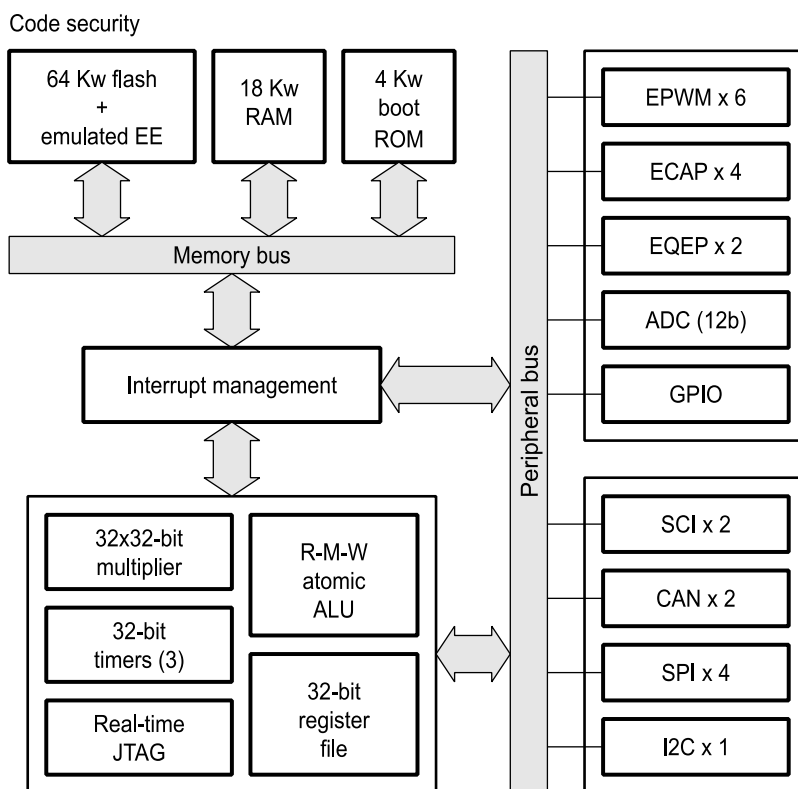 Code security
64 Kw flash
+
emulated EE
18 Kw
RAM
4 Kw
boot
ROM
Memory bus
Interrupt management
32x32-bit
multiplier
32-bit
timers (3)
Real-time
JTAG
R-M-W
atomic
ALU
32-bit
register
file
Peripheral bus
EPWM x 6
ECAP x 4
EQEP x 2
ADC (12b)
GPIO
SCI x 2
CAN x 2
SPI x 4
I2C x 1